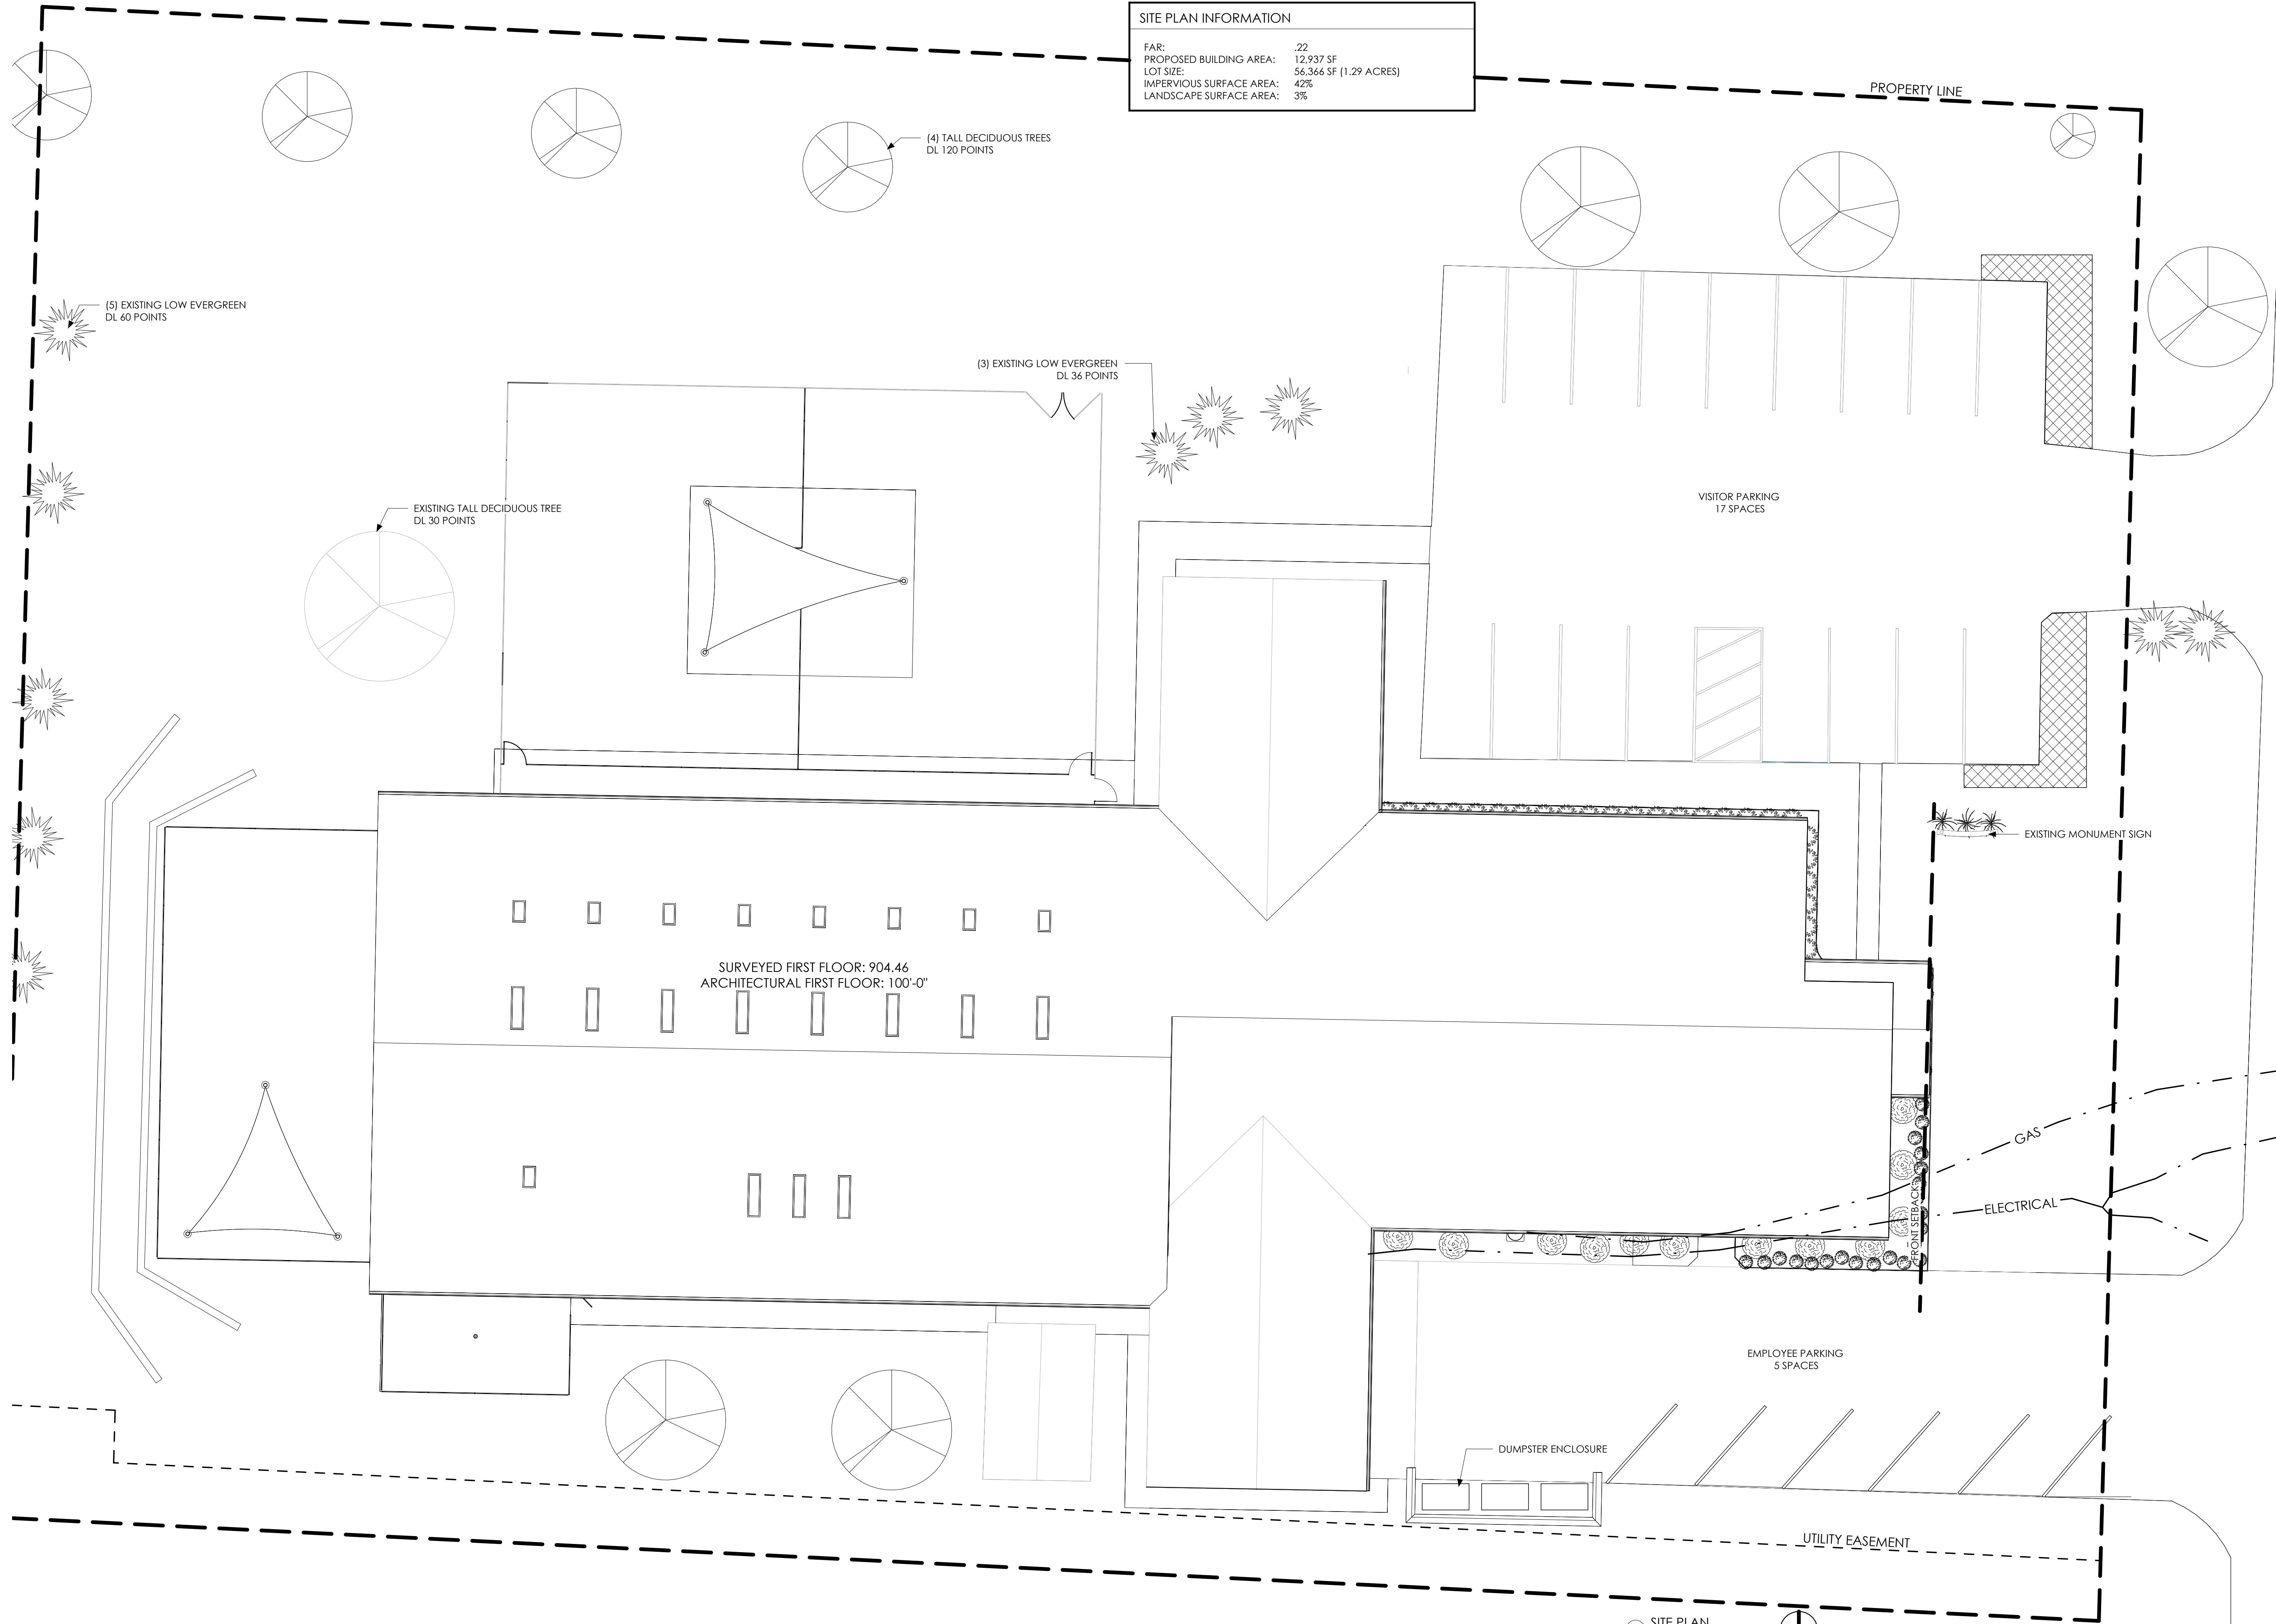 SITE PLAN INFORMATION
FAR: .22
PROPOSED BUILDING AREA: 12,937 SF
LOT SIZE: 56,366 SF (1.29 ACRES)
IMPERVIOUS SURFACE AREA: 42%
LANDSCAPE SURFACE AREA: 3%
PROPERTY LINE
(4) TALL DECIDUOUS TREES
DL 120 POINTS
(5) EXISTING LOW EVERGREEN
DL 60 POINTS
(3) EXISTING LOW EVERGREEN
DL 36 POINTS
EXISTING TALL DECIDUOUS TREE
DL 30 POINTS
VISITOR PARKING
17 SPACES
EXISTING MONUMENT SIGN
SURVEYED FIRST FLOOR: 904.46
ARCHITECTURAL FIRST FLOOR: 100'-0"
GAS
ELECTRICAL
FRONT SETBACK
EMPLOYEE PARKING
5 SPACES
DUMPSTER ENCLOSURE
UTILITY EASEMENT
SITE PLAN